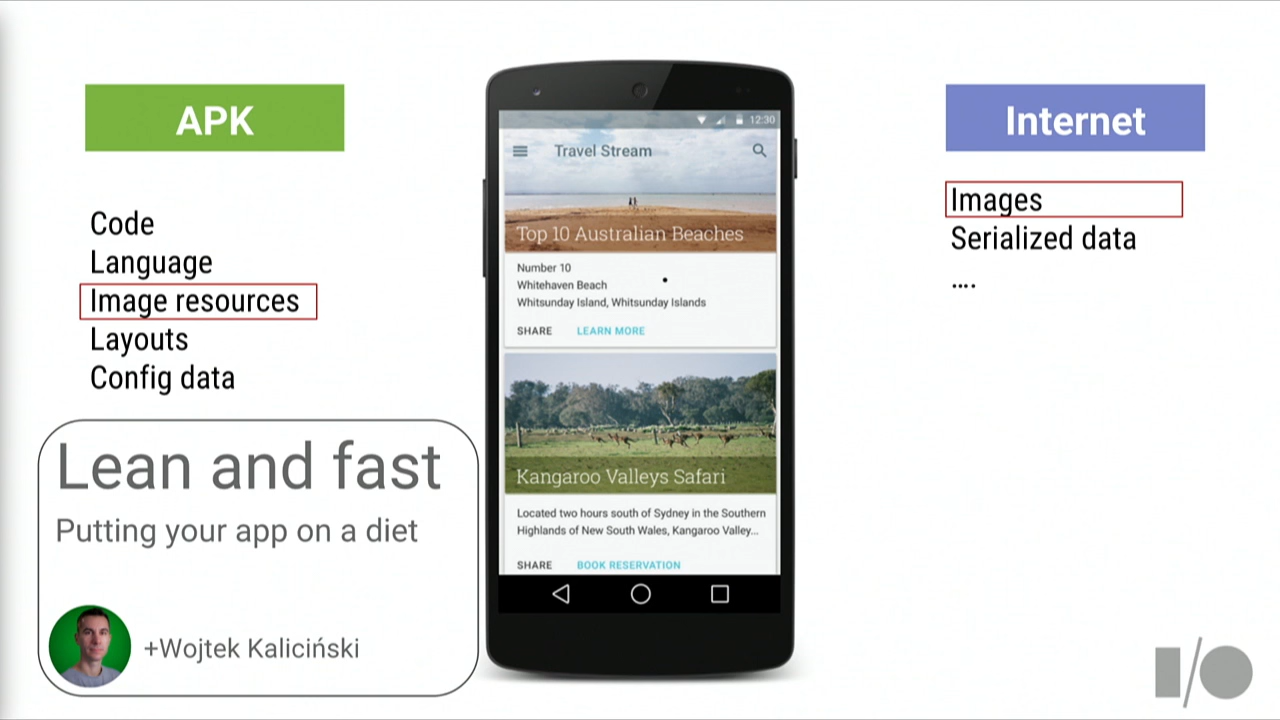 APK
Code
Language
Image resources
Layouts
Config data
Lean and fast
Putting your app on a diet
+Wojtek Kaliciński
12:30
Travel Stream
Top 10 Australian Beaches
Number 10
Whitehaven Beach
Whitsunday Island, Whitsunday Islands
SHARE LEARN MORE
Kangaroo Valleys Safari
Located two hours south of Sydney in the Southern
Highlands of New South Wales, Kangaroo Valley...
SHARE BOOK RESERVATION
Internet
Images
Serialized data
....
I/O